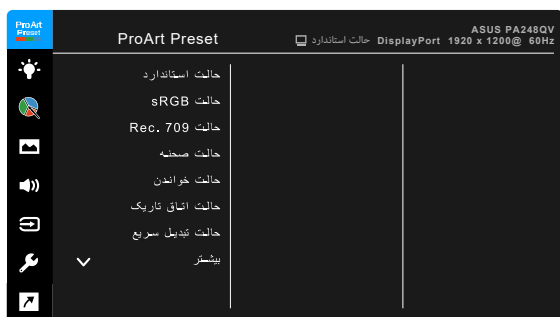 ProArt
Preset
ProArt Preset
ASUS PA248QV
حالت استاندارد DisplayPort 1920 x 1200@ 60Hz
حالت استاندارد
حالت sRGB
حالت Rec. 709
حالت صحنه
حالت خواندن
حالت اتاق تاریک
حالت تبدیل سریع
بیشتر